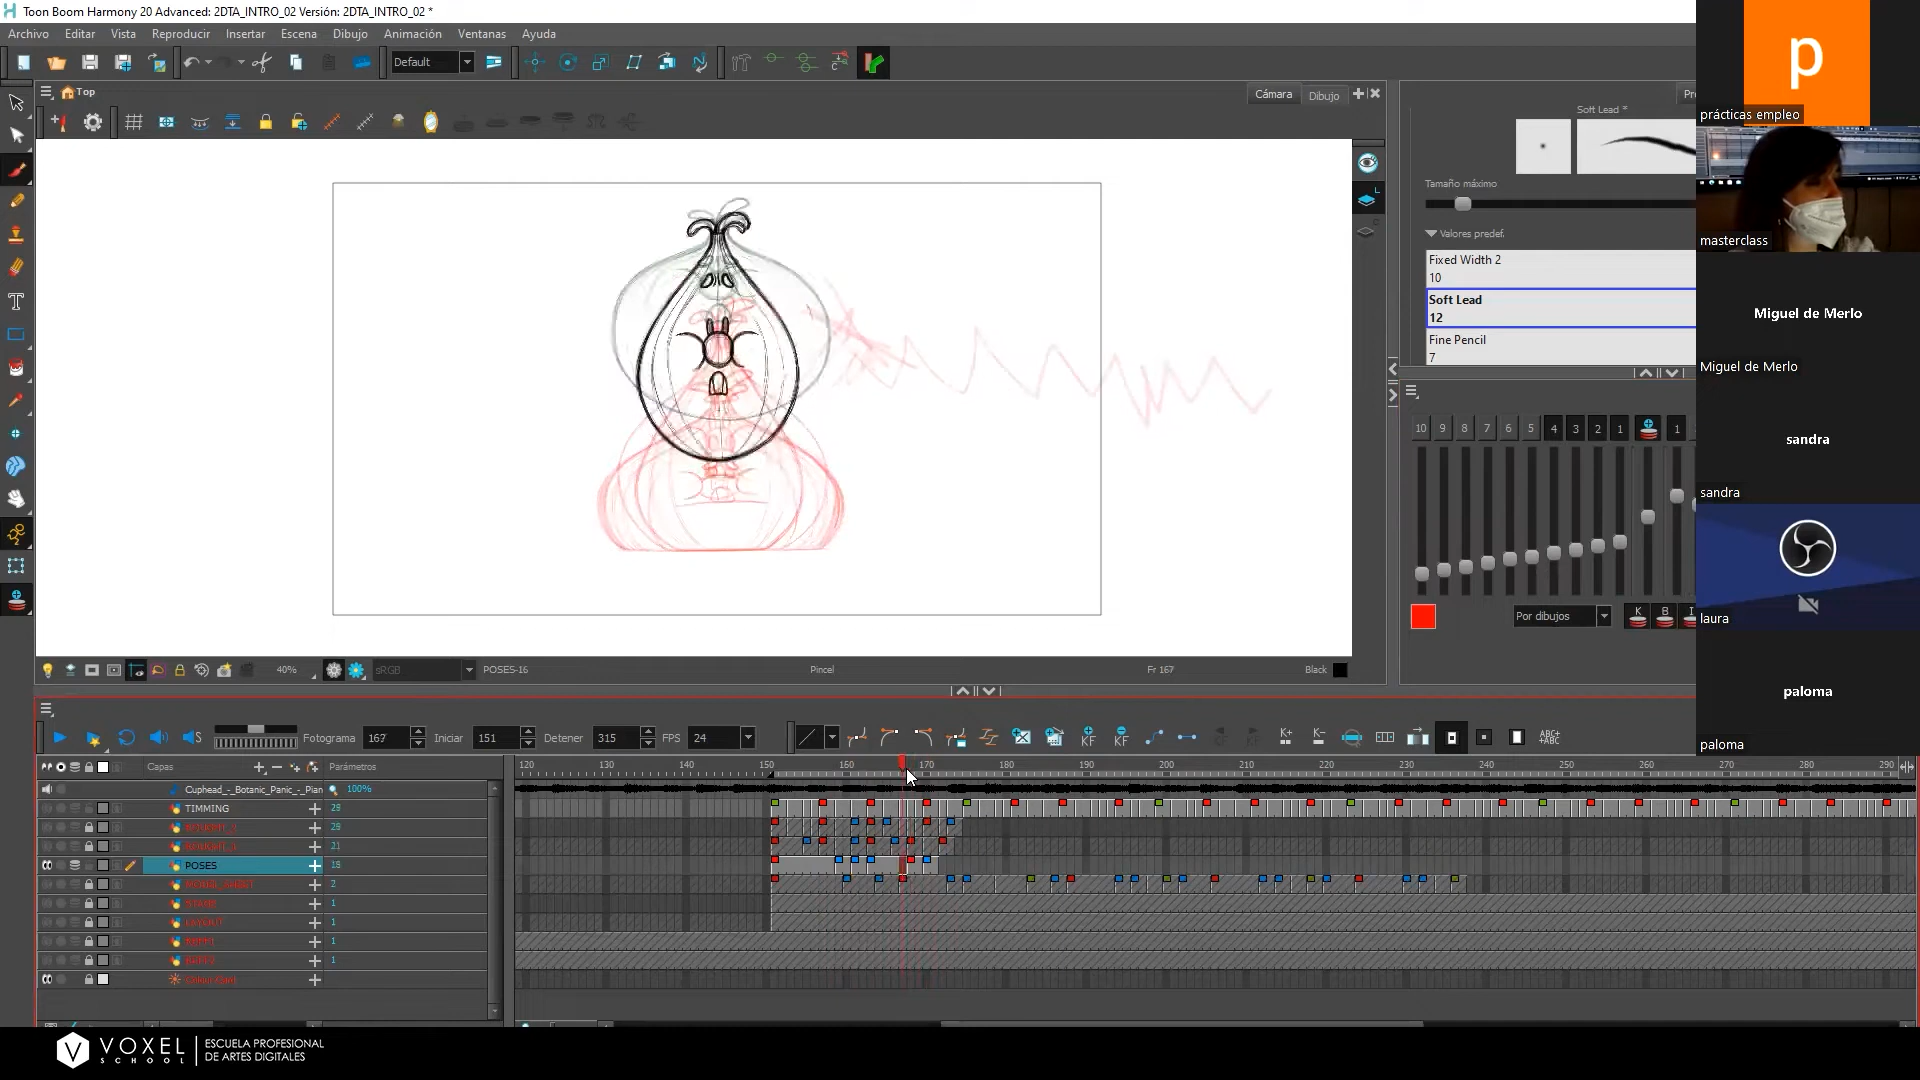 Toon Boom Harmony 20 Advanced: 2DTA_INTRO_02 Versión: 2DTA_INTRO_02 *
Archivo Editar Vista Reproducir Insertar Escena Dibujo Animación Ventanas Ayuda
Default
Top
Cámara Dibujo
Soft Lead *
Tamaño máximo
Valores predef.
Fixed Width 2
10
Soft Lead
12
Fine Pencil
7
10 9 8 7 6 5 4 3 2 1 1
Por dibujos
K B I
40% sRGB POSES-16 Pincel Fr 167 Black
Fotograma 167 Iniciar 151 Detener 315 FPS 24
KF KF K+ K- ABC+ ABC
Capas Parámetros
120 130 140 150 160 170 180 190 200 210 220 230 240 250 260 270 280 290
Cuphead_-_Botanic_Panic_-_Pian 100%
TIMMING 29
21
POSES 18
2
1
1
1
1
p
prácticas empleo
masterclass
Miguel de Merlo
Miguel de Merlo
sandra
sandra
laura
paloma
paloma
VOXEL SCHOOL
ESCUELA PROFESIONAL
DE ARTES DIGITALES